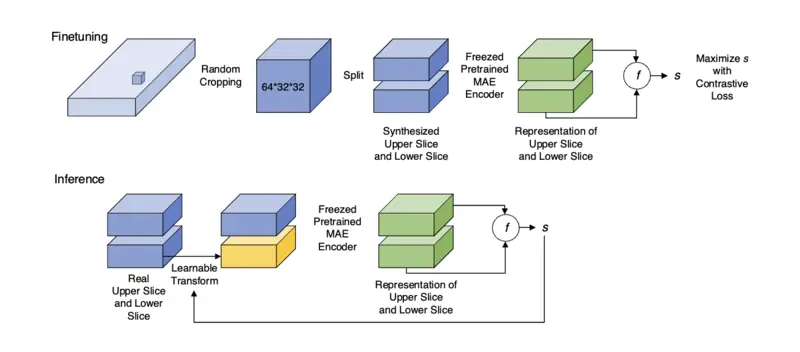 Finetuning
Random
Cropping
64*32*32
Split
Synthesized
Upper Slice
and Lower Slice
Freezed
Pretrained
MAE
Encoder
Representation of
Upper Slice
and Lower Slice
f
s
Maximize s
with
Contrastive
Loss
Inference
Real
Upper Slice
and Lower
Slice
Learnable
Transform
Freezed
Pretrained
MAE
Encoder
Representation of
Upper Slice
and Lower Slice
f
s